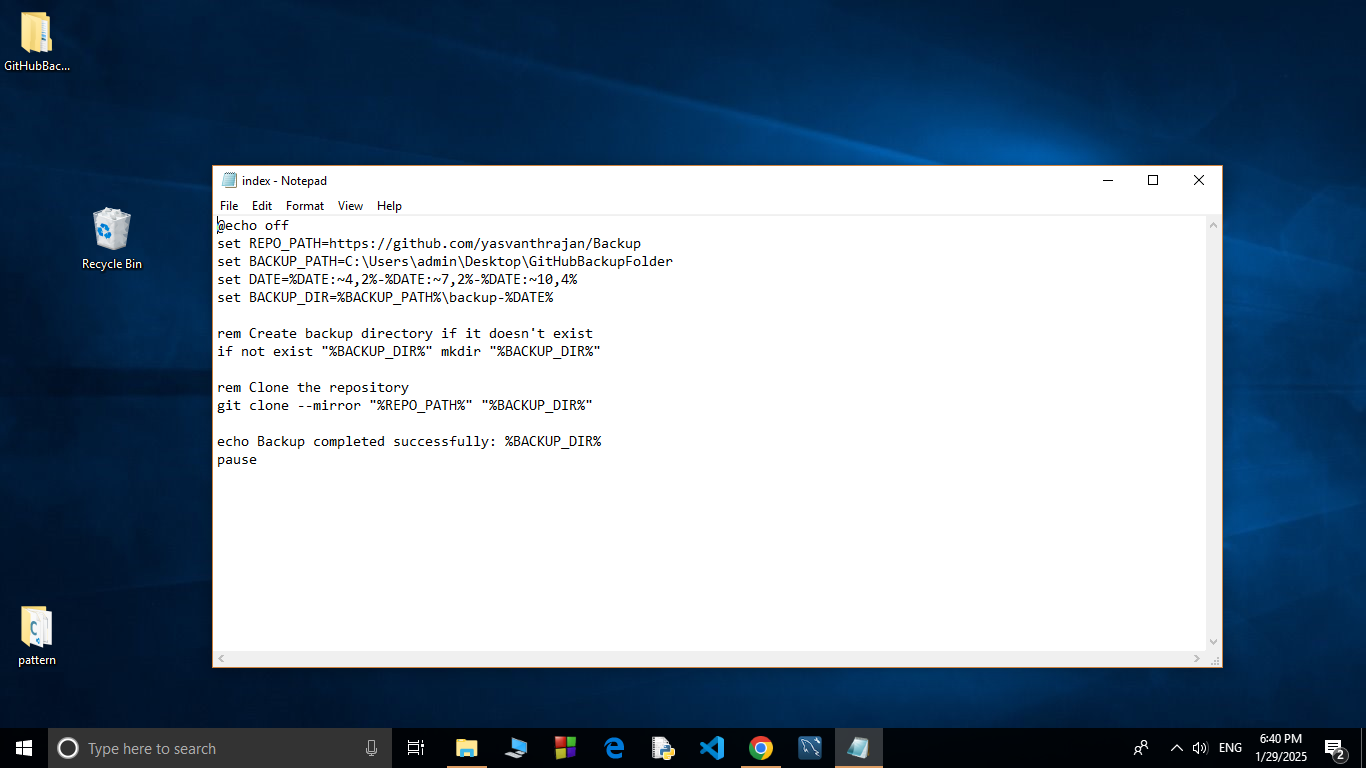 GitHubBac...
Recycle Bin
pattern
index - Notepad
File Edit Format View Help
@echo off
set REPO_PATH=https://github.com/yasvanthrajan/Backup
set BACKUP_PATH=C:\Users\admin\Desktop\GitHubBackupFolder
set DATE=%DATE:~4,2%-%DATE:~7,2%-%DATE:~10,4%
set BACKUP_DIR=%BACKUP_PATH%\backup-%DATE%
rem Create backup directory if it doesn't exist
if not exist "%BACKUP_DIR%" mkdir "%BACKUP_DIR%"
rem Clone the repository
git clone --mirror "%REPO_PATH%" "%BACKUP_DIR%"
echo Backup completed successfully: %BACKUP_DIR%
pause
Type here to search
ENG
6:40 PM
1/29/2025
2